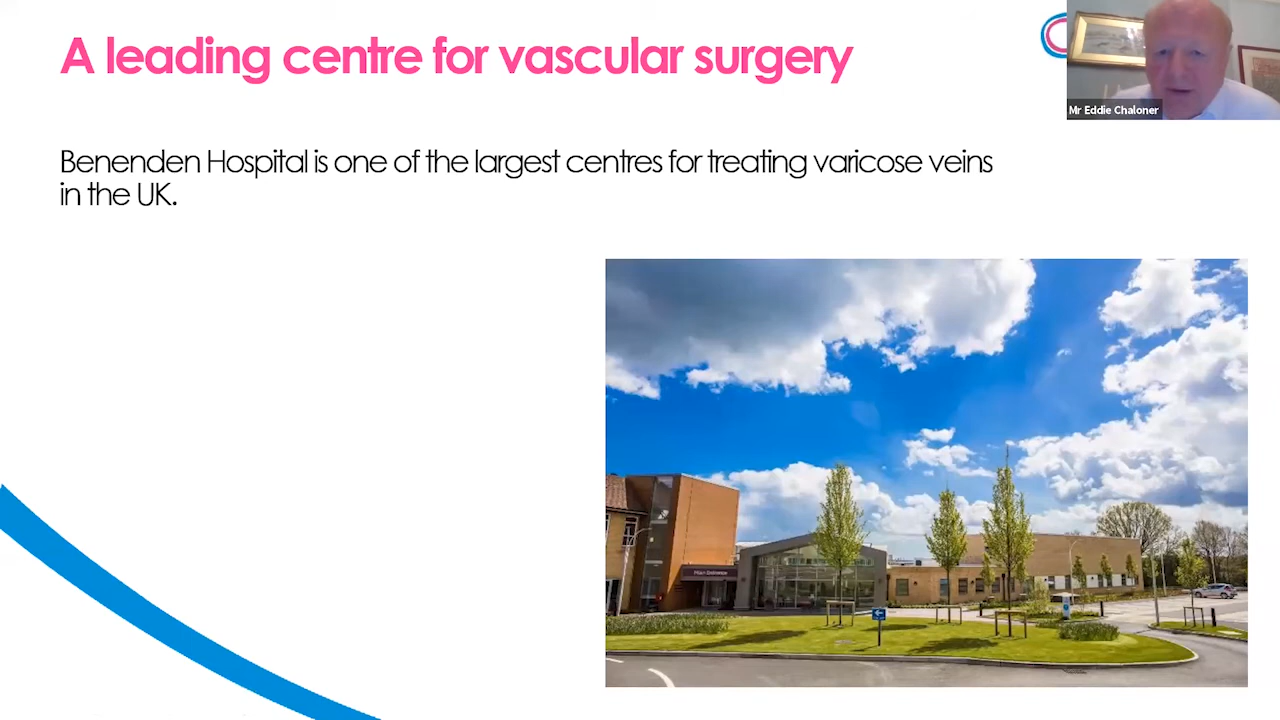 A leading centre for vascular surgery
Mr Eddie Chaloner
Benenden Hospital is one of the largest centres for treating varicose veins
in the UK.
Main Entrance